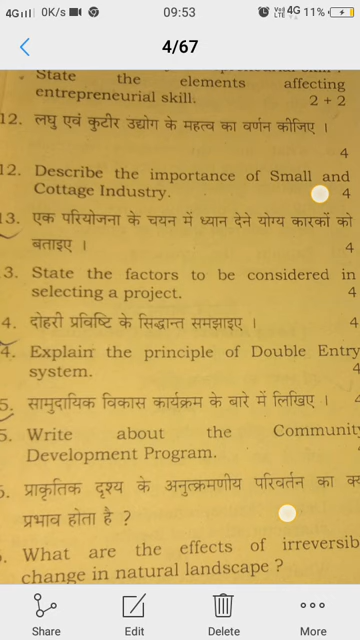 4G 0K/s 09:53 4G 11%
4/67
State the elements affecting
entrepreneurial skill. 2 + 2
12. लघु एवं कुटीर उद्योग के महत्व का वर्णन कीजिए ।
4
12. Describe the importance of Small and
Cottage Industry. 4
13. एक परियोजना के चयन में ध्यान देने योग्य कारकों को
बताइए । 4
3. State the factors to be considered in
selecting a project. 4
4. दोहरी प्रविष्टि के सिद्धान्त समझाइए । 4
4. Explain the principle of Double Entry
system. 4
5. सामुदायिक विकास कार्यक्रम के बारे में लिखिए ।
5. Write about the Community
Development Program.
प्राकृतिक दृश्य के अनुत्क्रमणीय परिवर्तन का
प्रभाव होता है ?
What are the effects of
change in natural landscape ?
Share Edit Delete More